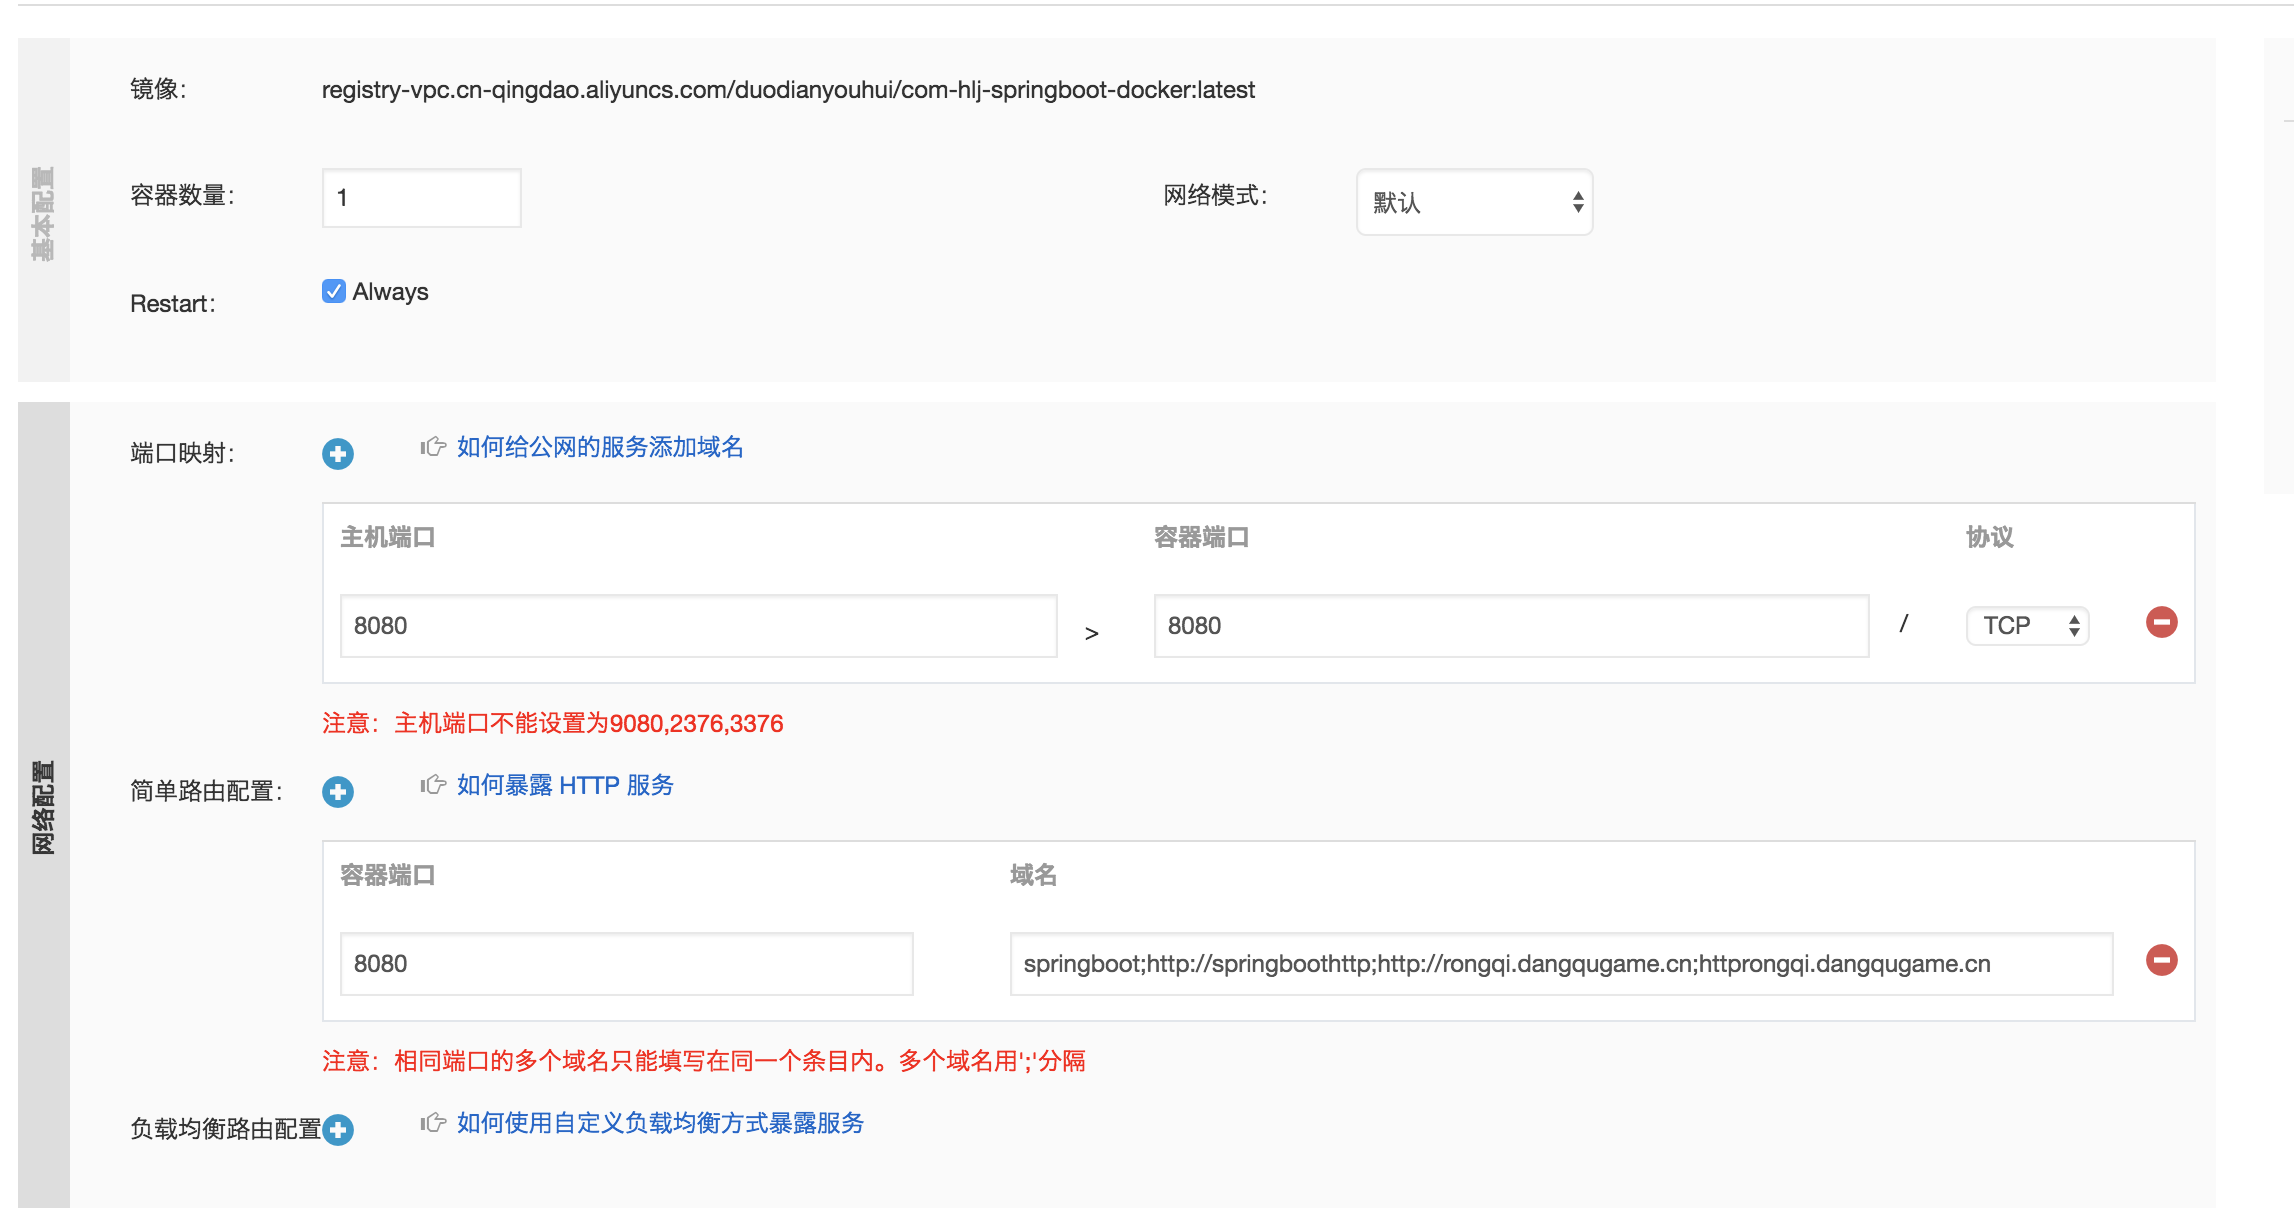 基本配置
镜像： registry-vpc.cn-qingdao.aliyuncs.com/duodianyouhui/com-hlj-springboot-docker:latest
容器数量： 1 网络模式： 默认
Restart： Always
网络配置
端口映射： 如何给公网的服务添加域名
主机端口 容器端口 协议
8080 > 8080 / TCP
注意：主机端口不能设置为9080,2376,3376
简单路由配置： 如何暴露 HTTP 服务
容器端口 域名
8080 springboot;http://springboothttp;http://rongqi.dangqugame.cn;httprongqi.dangqugame.cn
注意：相同端口的多个域名只能填写在同一个条目内。多个域名用';'分隔
负载均衡路由配置 如何使用自定义负载均衡方式暴露服务